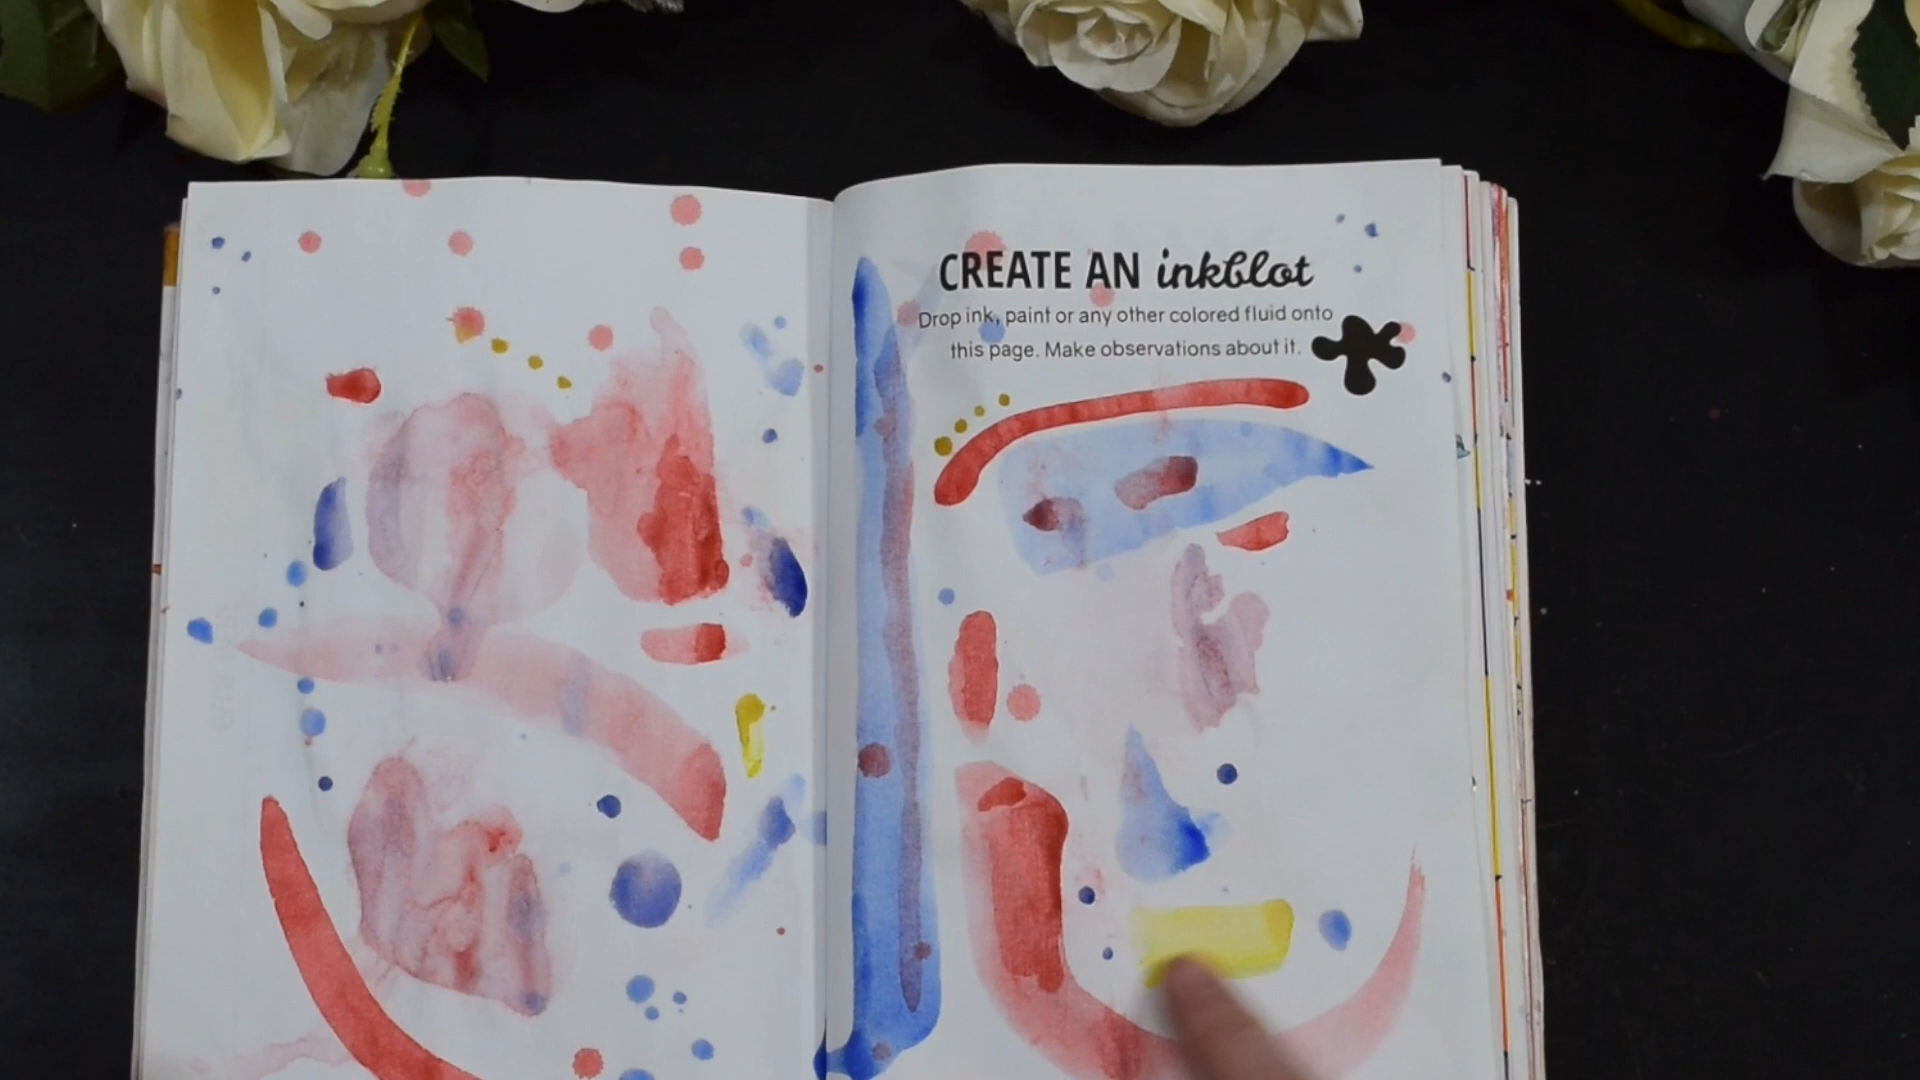 CREATE AN inkblot
Drop ink, paint or any other colored fluid onto
this page. Make observations about it.